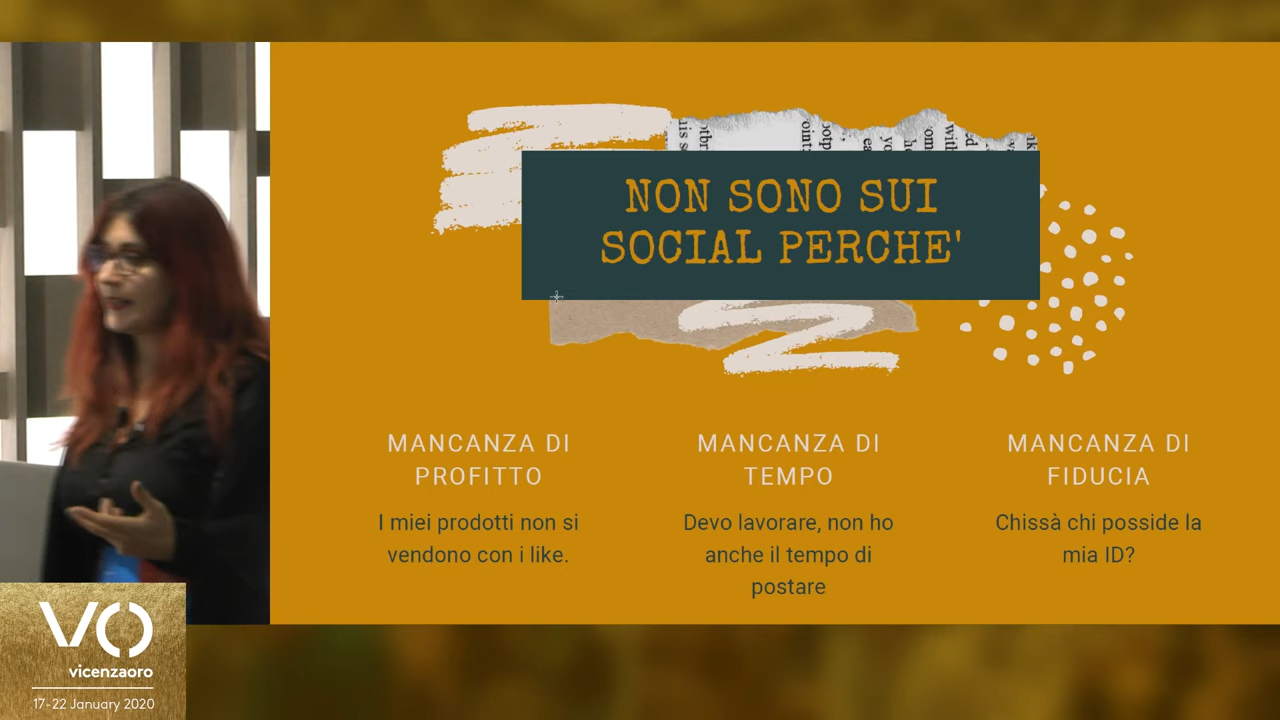 NON SONO SUI
SOCIAL PERCHE'
MANCANZA DI
PROFITTO
I miei prodotti non si
vendono con i like.
MANCANZA DI
TEMPO
Devo lavorare, non ho
anche il tempo di
postare
MANCANZA DI
FIDUCIA
Chissà chi posside la
mia ID?
VO
vicenzaoro
17-22 January 2020